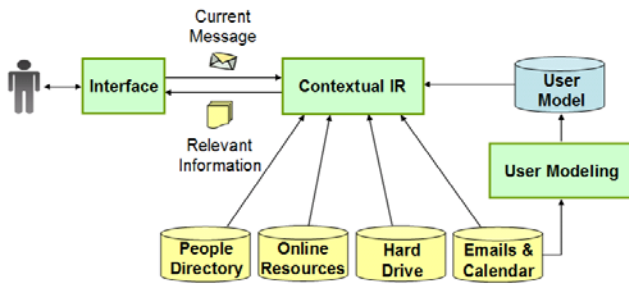 Current
Message
Interface
Contextual IR
User
Model
Relevant
Information
User Modeling
People
Directory
Online
Resources
Hard
Drive
Emails &
Calendar